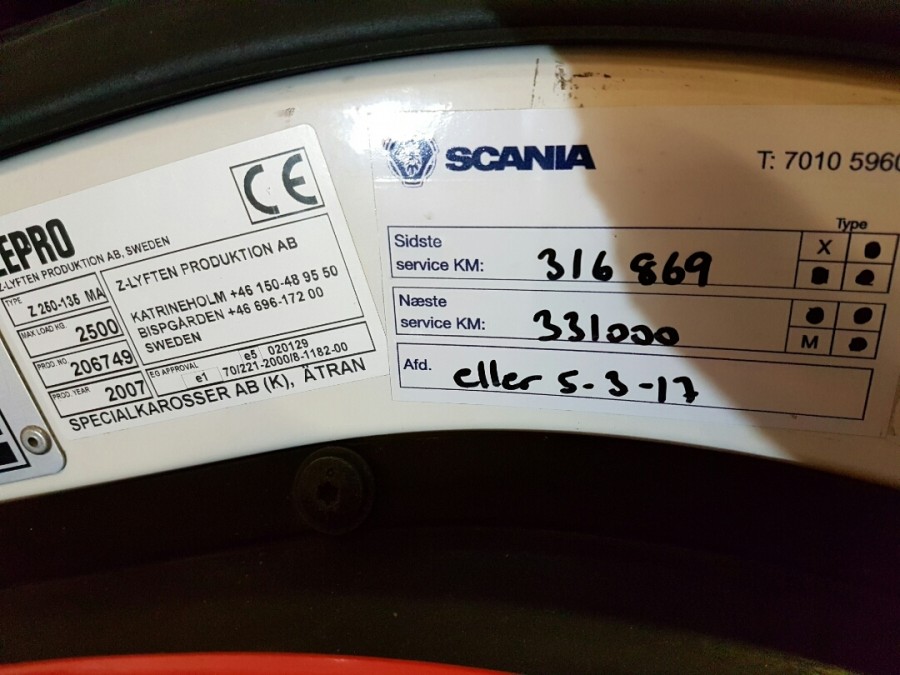 ZEPRO
Z-LYFTEN PRODUKTION AB, SWEDEN
TYPE Z 250-135 MA
MAX LOAD KG. 2500
PROD.NO 206749
PROD.YEAR 2007
CE
Z-LYFTEN PRODUKTION AB
KATRINEHOLM +46 150-48 95 50
BISPGÅRDEN +46 696-172 00
SWEDEN
EG APPROVAL e5 020129
e1 70/221-2000/8-1182-00
SPECIALKAROSSER AB (K), ÄTRAN
SCANIA T: 7010 5960
Type
Sidste
service KM: 316 869 X
Næste
service KM: 331000 M
Afd. eller 5-3-17